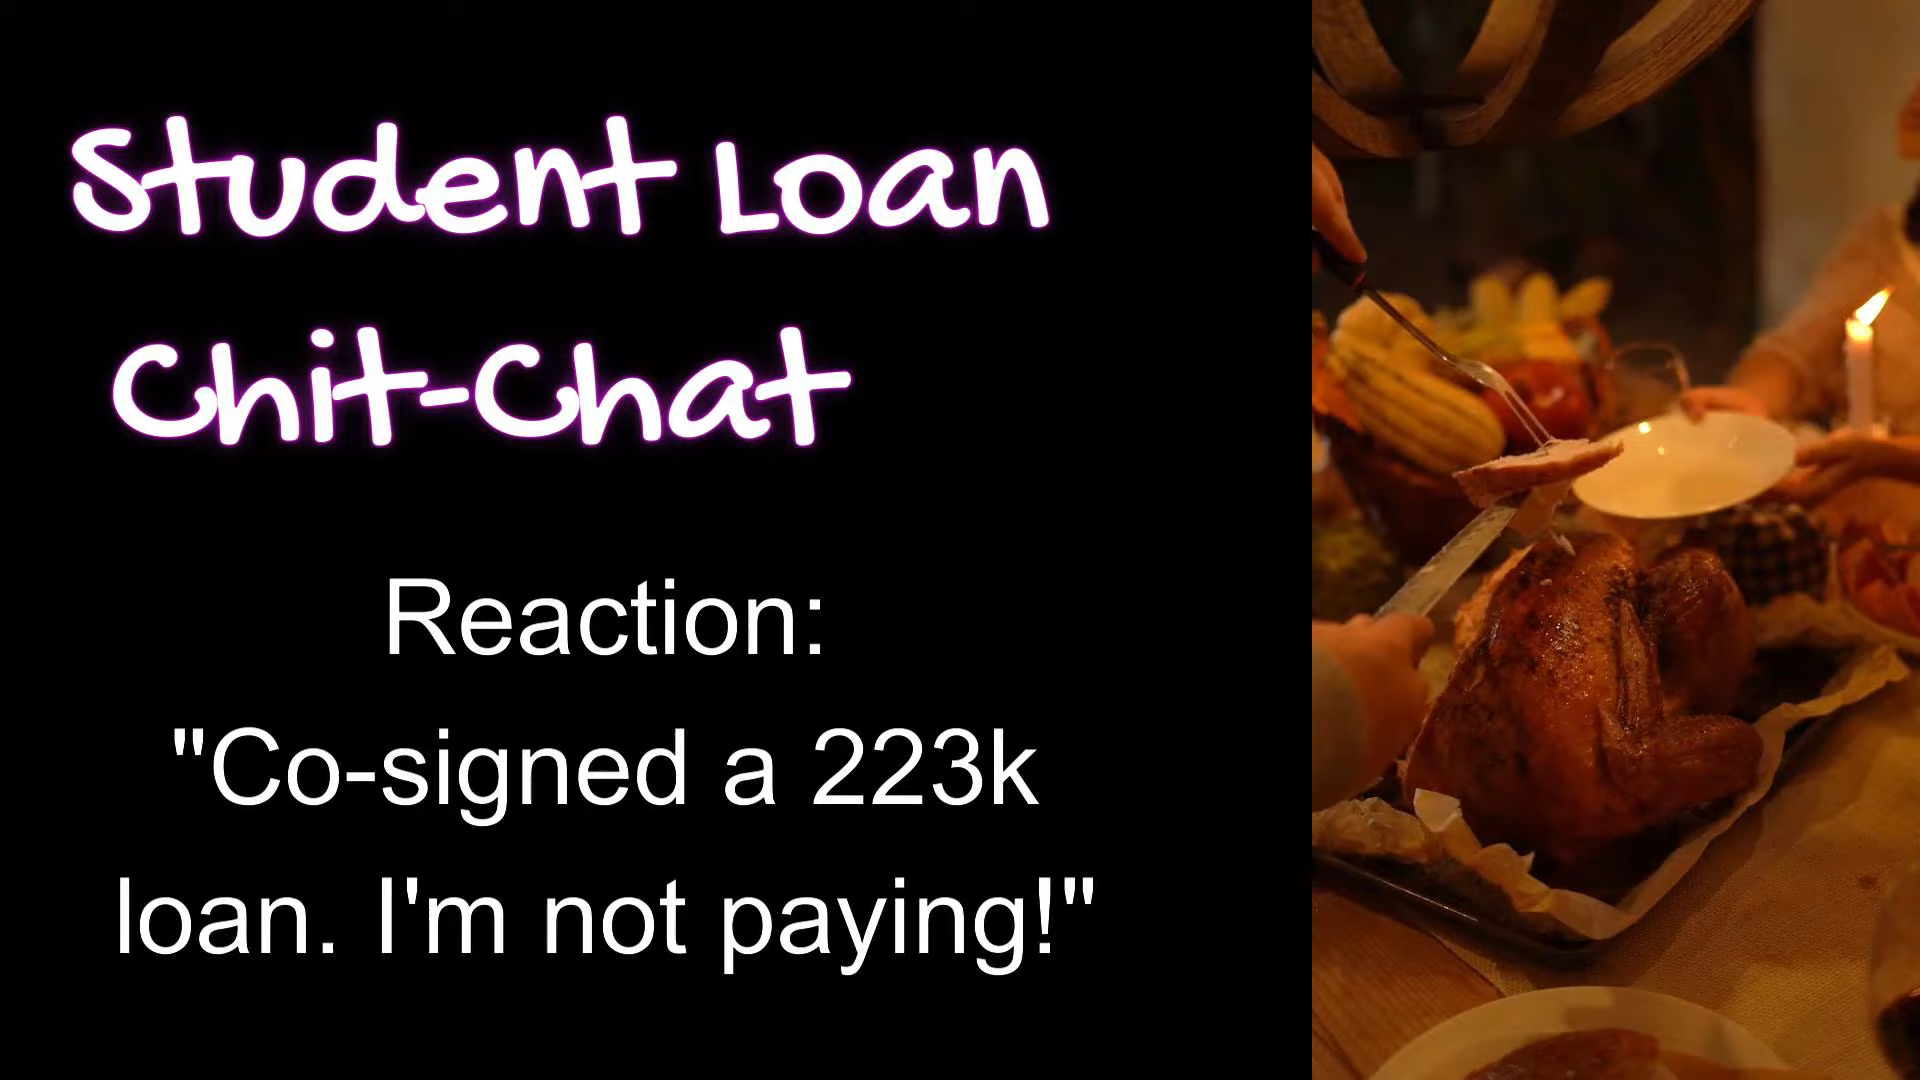 Student Loan
Chit-Chat
Reaction:
"Co-signed a 223k
loan. I'm not paying!"